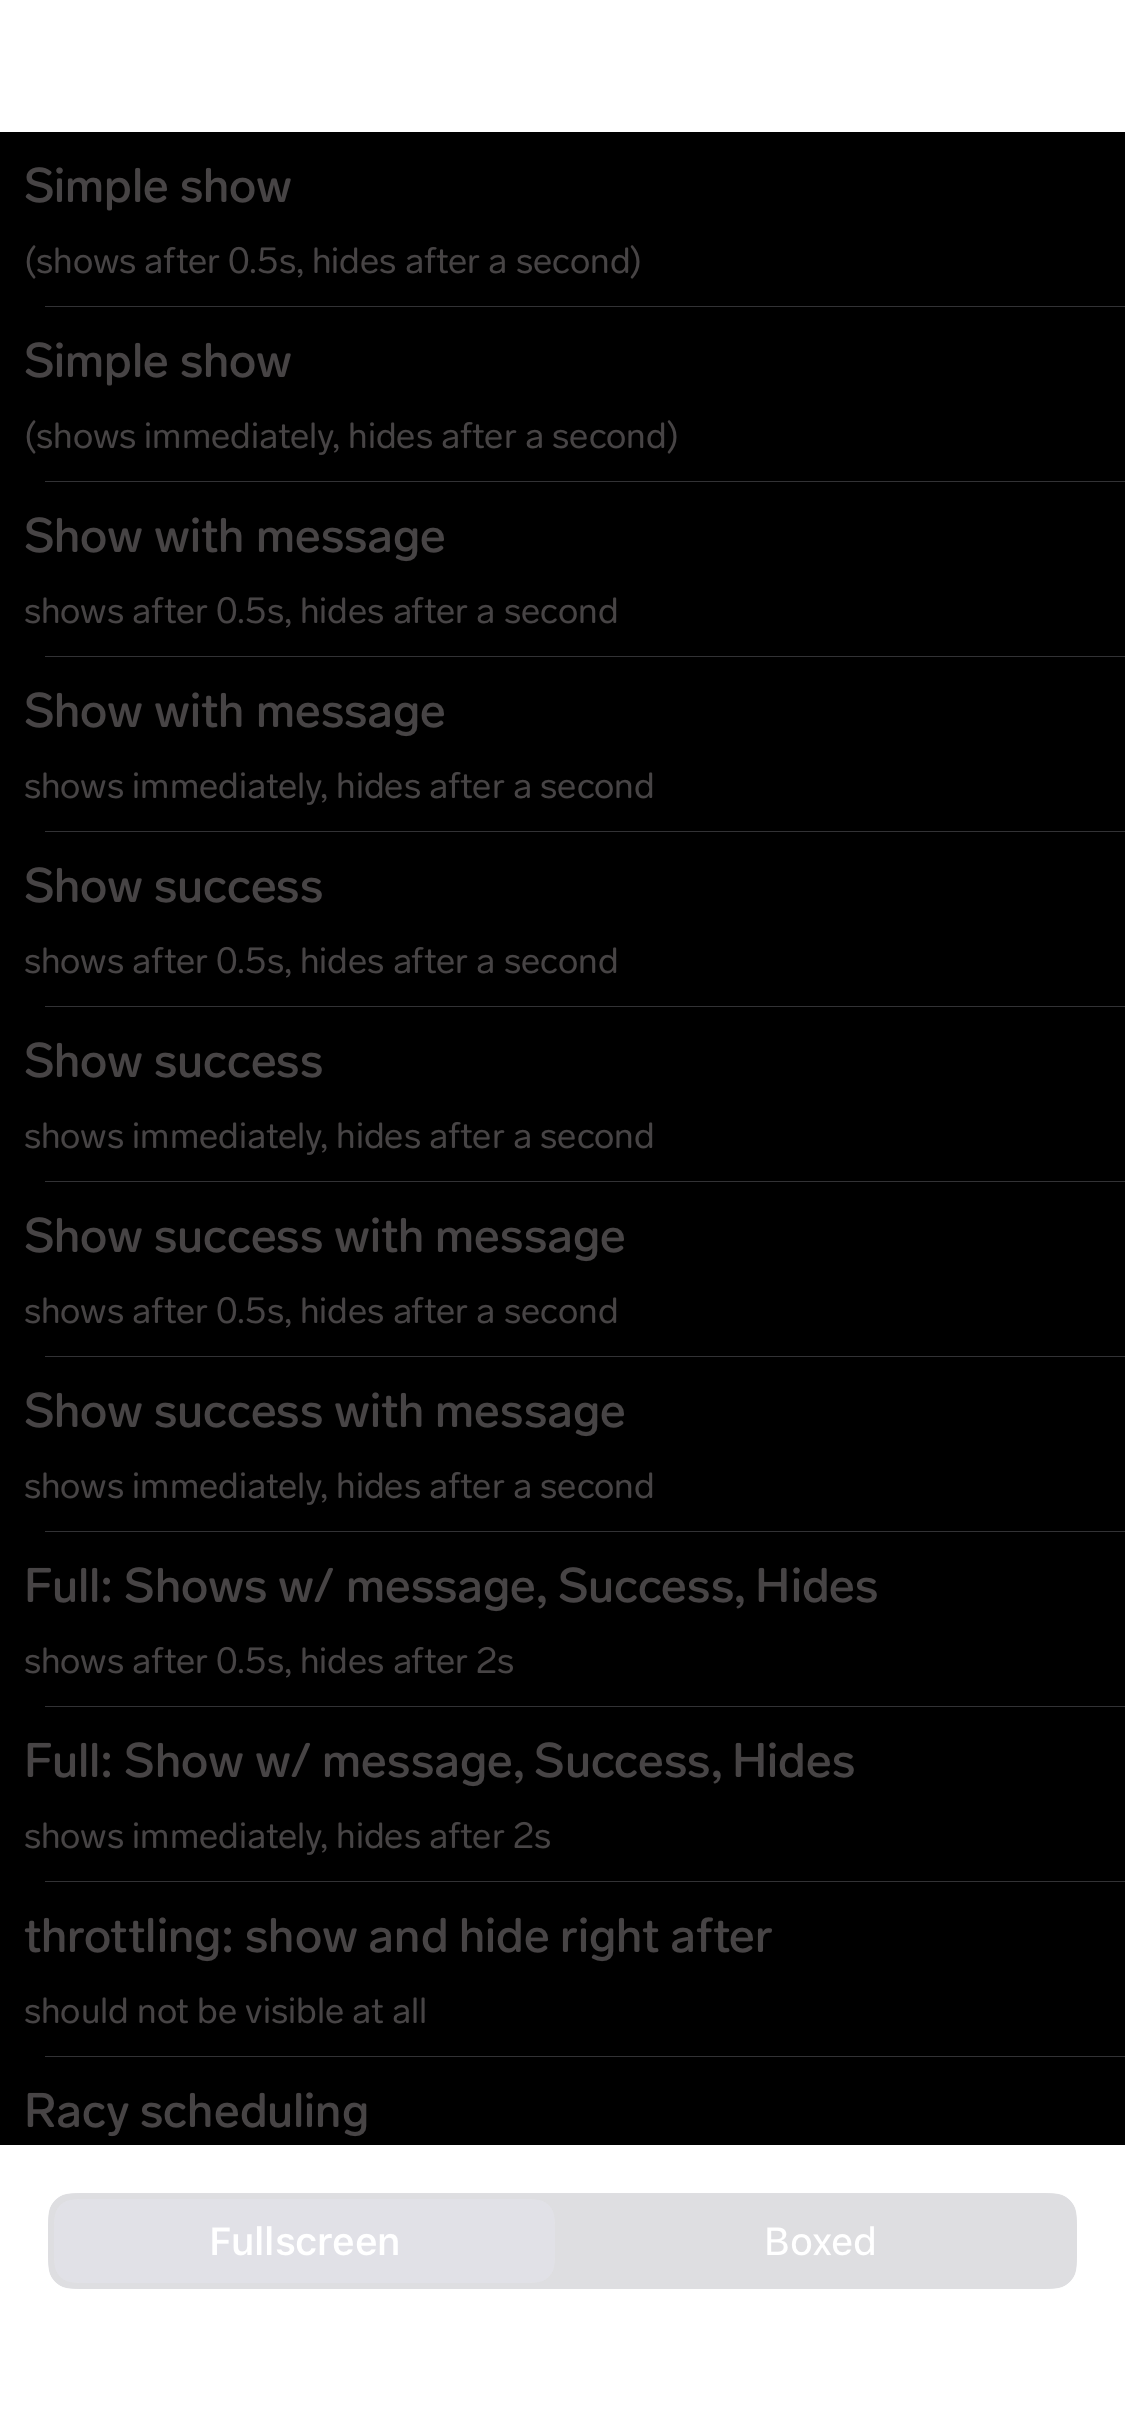 Simple show
(shows after 0.5s, hides after a second)
Simple show
(shows immediately, hides after a second)
Show with message
shows after 0.5s, hides after a second
Show with message
shows immediately, hides after a second
Show success
shows after 0.5s, hides after a second
Show success
shows immediately, hides after a second
Show success with message
shows after 0.5s, hides after a second
Show success with message
shows immediately, hides after a second
Full: Shows w/ message, Success, Hides
shows after 0.5s, hides after 2s
Full: Show w/ message, Success, Hides
shows immediately, hides after 2s
throttling: show and hide right after
should not be visible at all
Racy scheduling
Fullscreen
Boxed